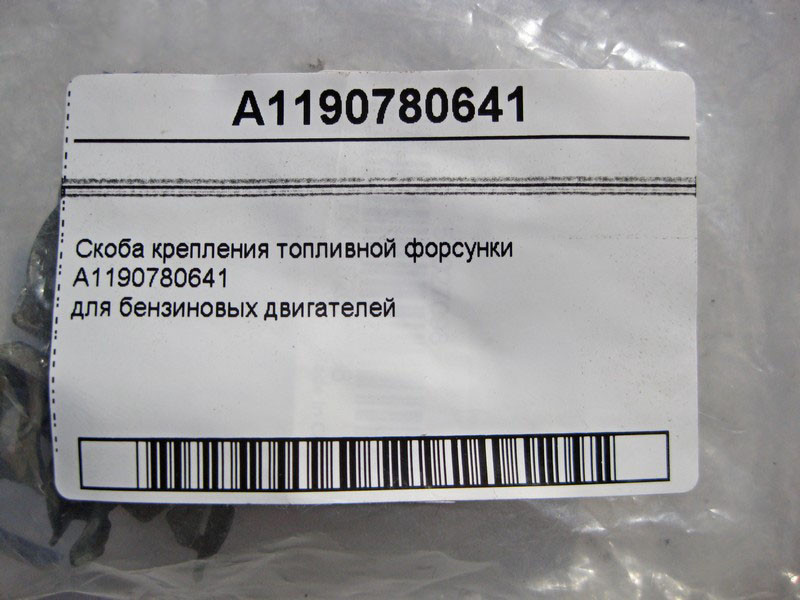 A1190780641
Скоба крепления топливной форсунки
A1190780641
для бензиновых двигателей